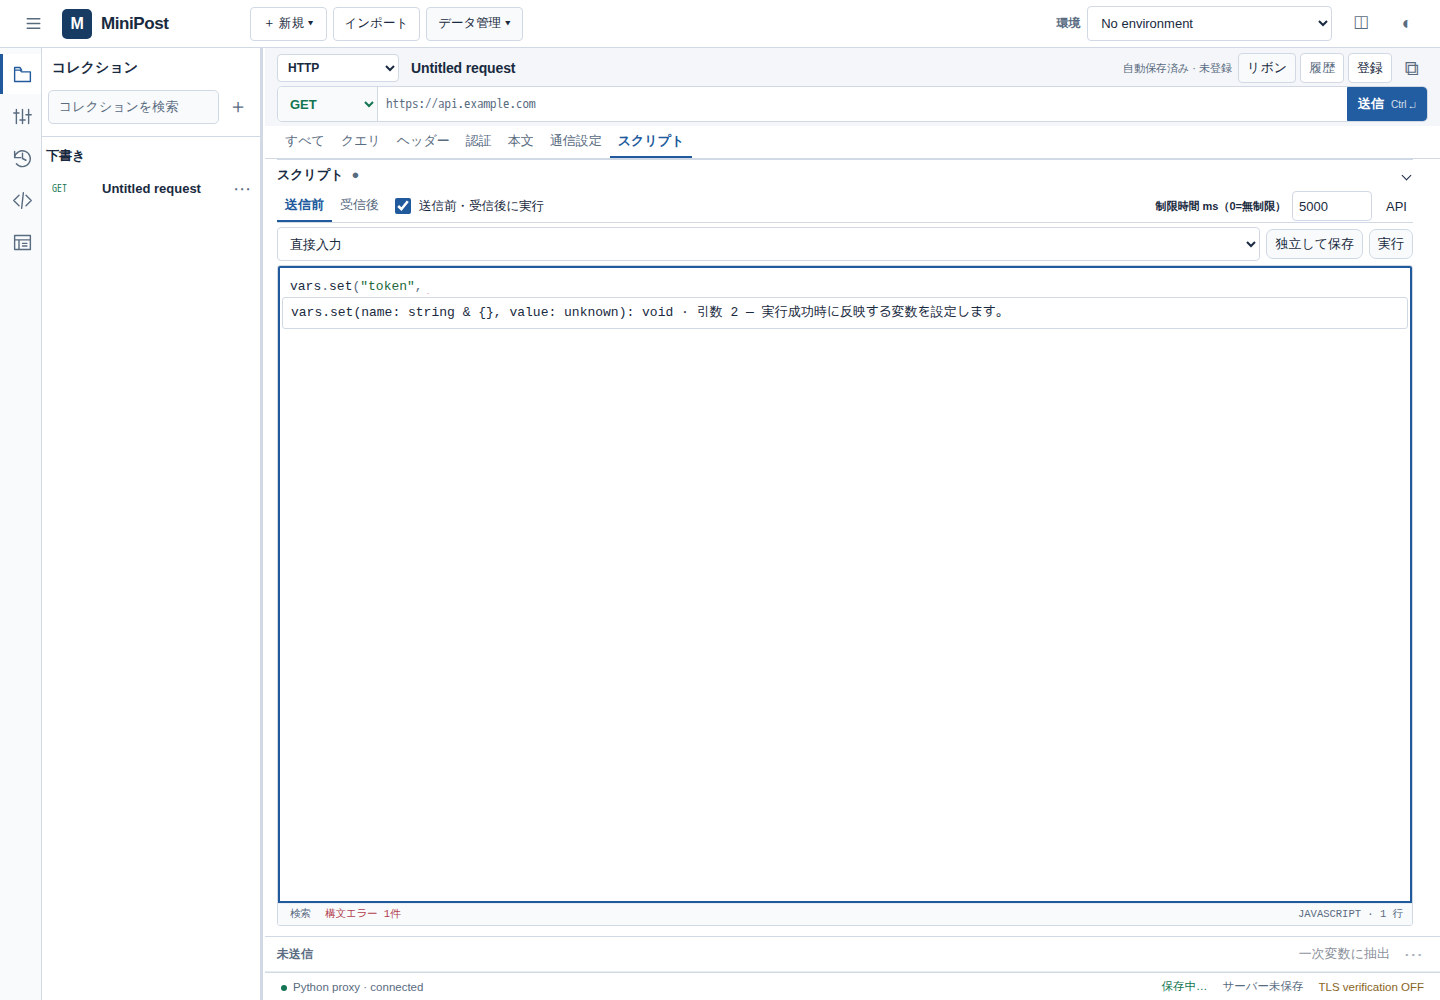 M MiniPost
＋ 新規 ▾ インポート データ管理 ▾
環境 No environment
コレクション
コレクションを検索 ＋
下書き
GET Untitled request ···
HTTP Untitled request
自動保存済み · 未登録 リボン 履歴 登録
GET https://api.example.com 送信 Ctrl ⏎
すべて クエリ ヘッダー 認証 本文 通信設定 スクリプト
スクリプト ●
送信前 受信後 送信前・受信後に実行
制限時間 ms（0=無制限） 5000 API
直接入力 独立して保存 実行
vars.set("token",
vars.set(name: string & {}, value: unknown): void · 引数 2 — 実行成功時に反映する変数を設定します。
検索 構文エラー 1件 JAVASCRIPT · 1 行
未送信 一次変数に抽出 ···
Python proxy · connected 保存中… サーバー未保存 TLS verification OFF